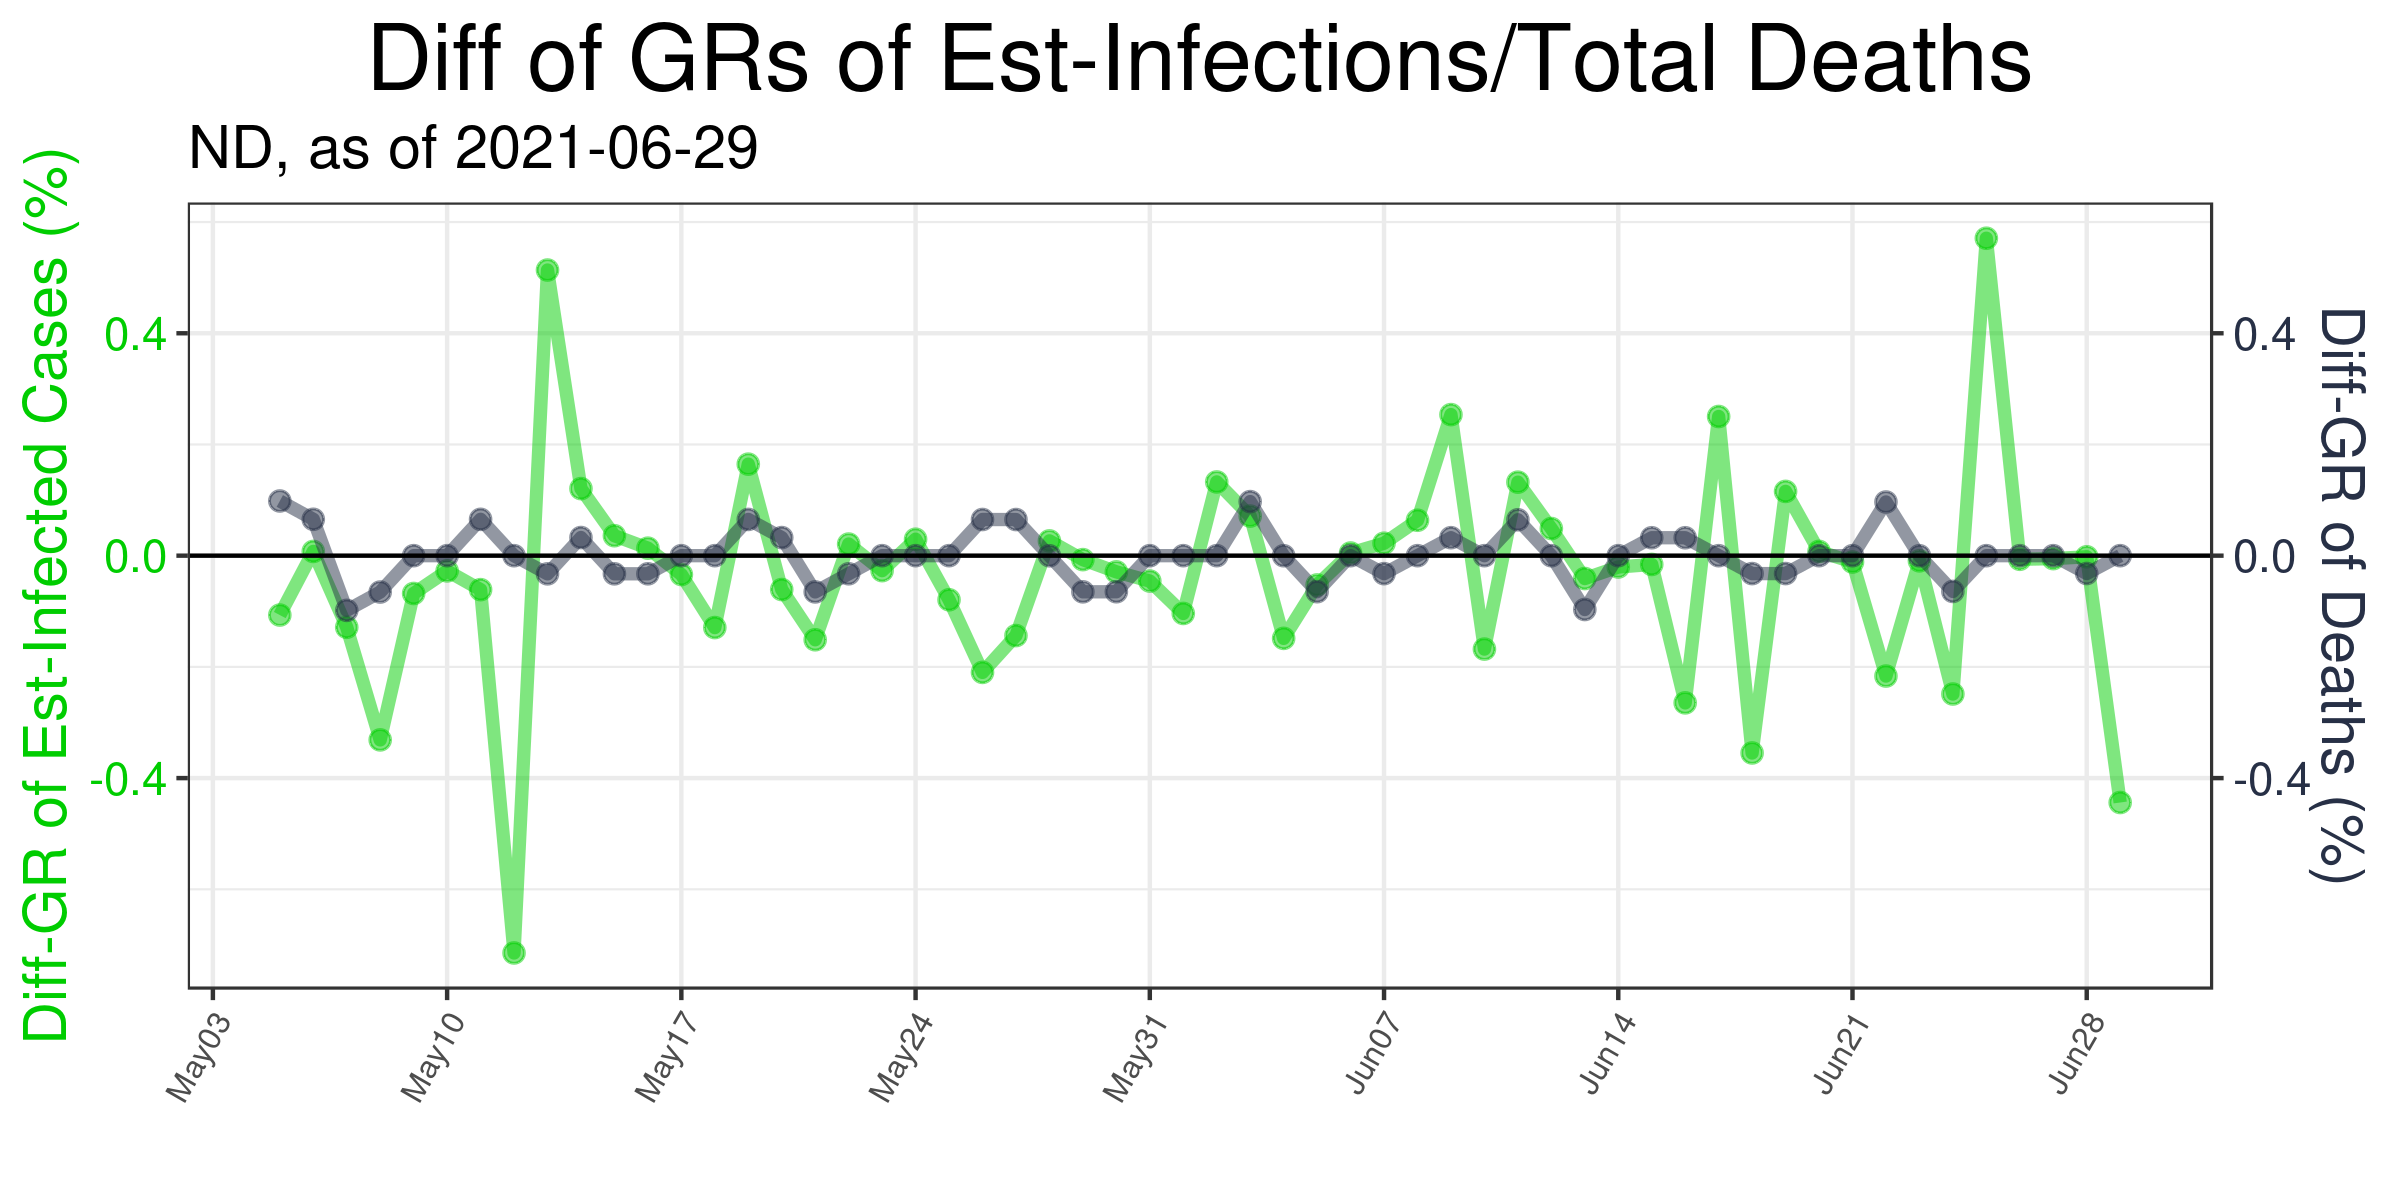 Diff of GRs of Est-Infections/Total Deaths
ND, as of 2021-06-29
Diff-GR of Est-Infected Cases (%)
0.4
0.0
-0.4
0.4
0.0
-0.4
Diff-GR of Deaths (%)
May03
May10
May17
May24
May31
Jun07
Jun14
Jun21
Jun28